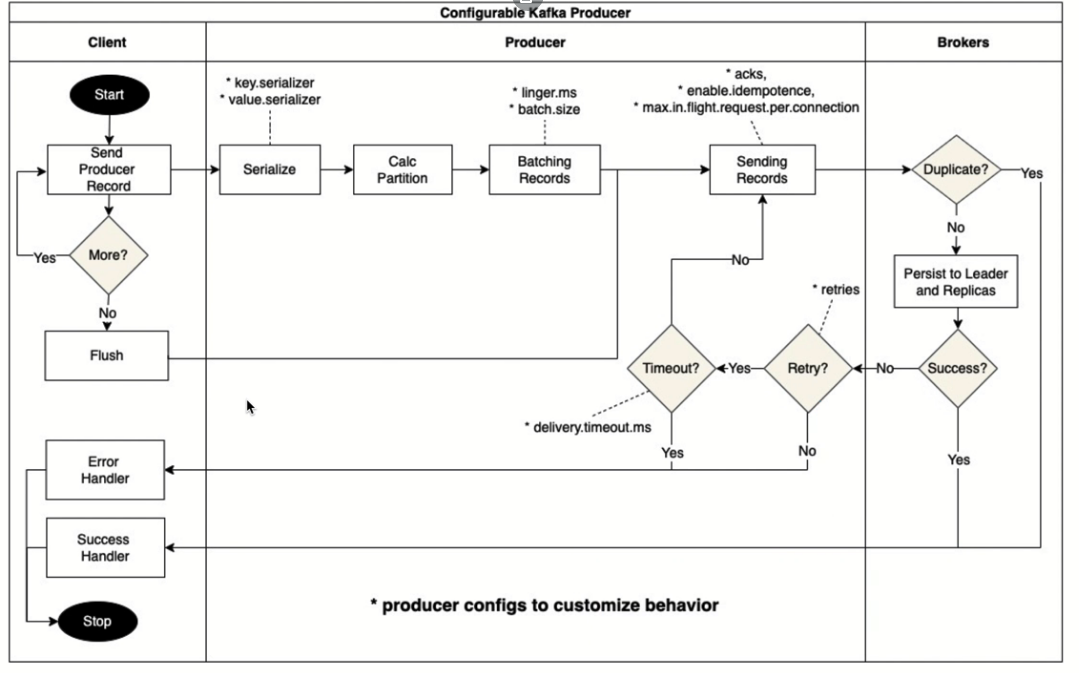 Configurable Kafka Producer
Client
Producer
Brokers
Start
Send
Producer
Record
More?
Yes
No
Flush
Error
Handler
Success
Handler
Stop
* key.serializer
* value.serializer
Serialize
Calc
Partition
* linger.ms
* batch.size
Batching
Records
* acks,
* enable.idempotence,
* max.in.flight.request.per.connection
Sending
Records
No
* retries
Timeout?
Yes
Retry?
* delivery.timeout.ms
Yes
No
* producer configs to customize behavior
Duplicate?
Yes
No
Persist to Leader
and Replicas
No
Success?
Yes